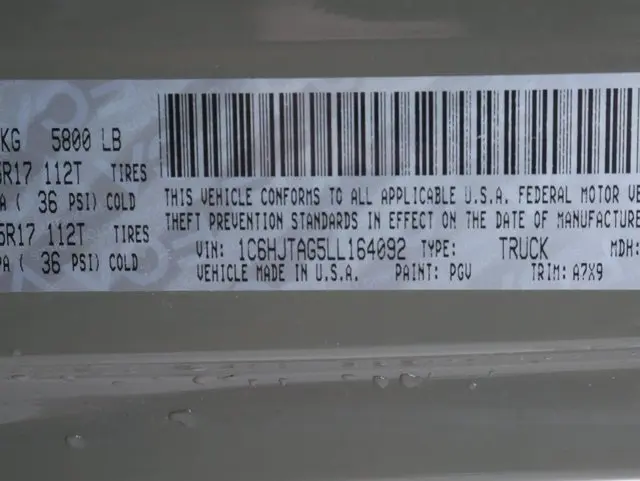 KG 5800 LB
5R17 112T TIRES
PA ( 36 PSI) COLD
5R17 112T TIRES
PA ( 36 PSI) COLD
THIS VEHICLE CONFORMS TO ALL APPLICABLE U.S.A. FEDERAL MOTOR VE
THEFT PREVENTION STANDARDS IN EFFECT ON THE DATE OF MANUFACTURE
VIN: 1C6HJTAG5LL164092 TYPE: TRUCK MDH:
VEHICLE MADE IN U.S.A. PAINT: PGV TRIM: A7X9